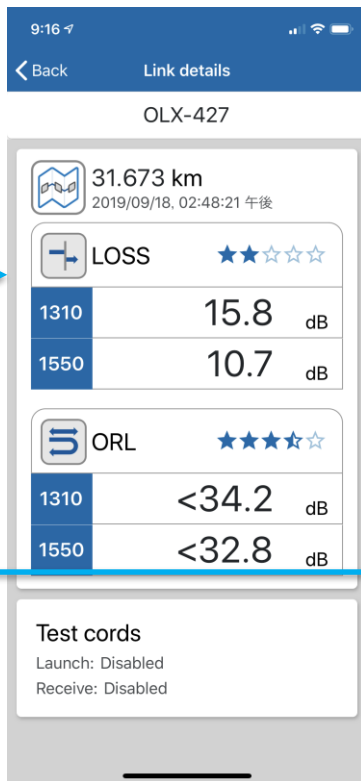 9:16
Back Link details
OLX-427
31.673 km
2019/09/18, 02:48:21 午後
LOSS
1310 15.8 dB
1550 10.7 dB
ORL
1310 <34.2 dB
1550 <32.8 dB
Test cords
Launch: Disabled
Receive: Disabled